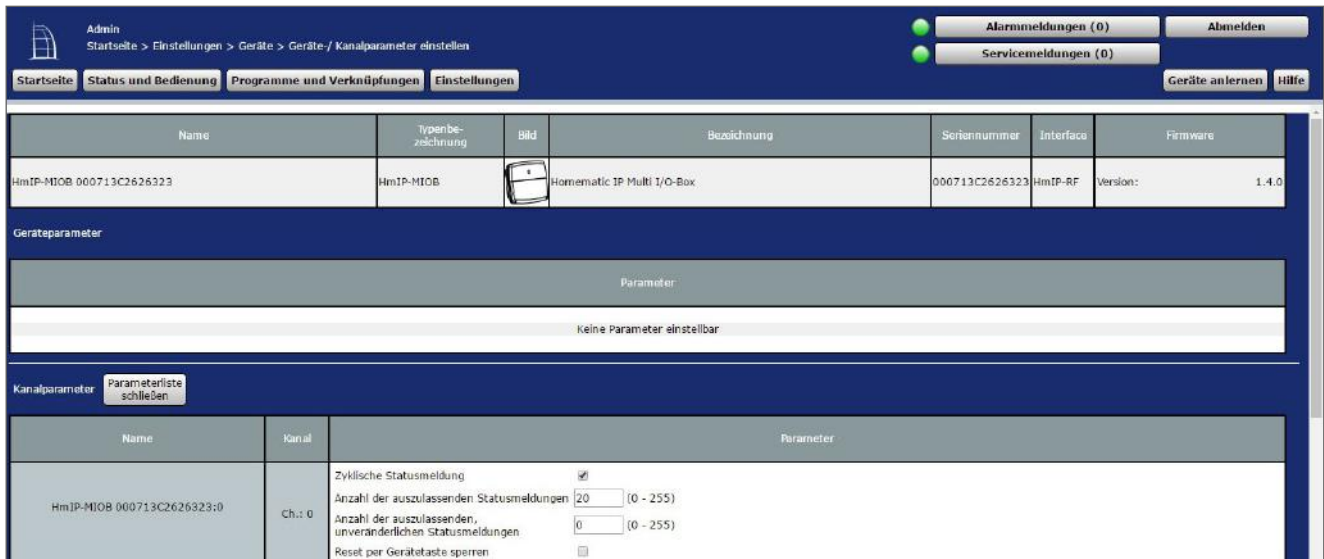 Admin
Startseite > Einstellungen > Geräte > Geräte-/ Kanalparameter einstellen
Alarmmeldungen (0)
Abmelden
Servicemeldungen (0)
Startseite
Status und Bedienung
Programme und Verknüpfungen
Einstellungen
Geräte anlernen
Hilfe
Name
Typenbe-
zeichnung
Bild
Bezeichnung
Seriennummer
Interface
Firmware
HmIP-MIOB 000713C2626323
HmIP-MIOB
Homematic IP Multi I/O-Box
000713C2626323
HmIP-RF
Version: 1.4.0
Geräteparameter
Parameter
Keine Parameter einstellbar
Kanalparameter
Parameterliste
schließen
Name
Kanal
Parameter
HmIP-MIOB 000713C2626323:0
Ch.: 0
Zyklische Statusmeldung
Anzahl der auszulassenden Statusmeldungen 20 (0 - 255)
Anzahl der auszulassenden,
unveränderlichen Statusmeldungen 0 (0 - 255)
Reset per Gerätetaste sperren